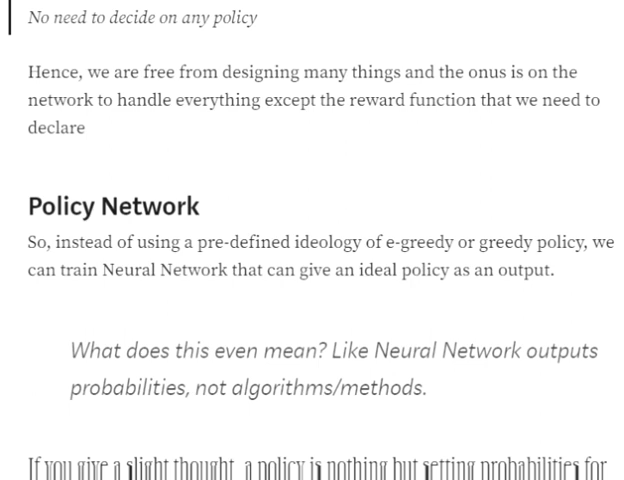 No need to decide on any policy
Hence, we are free from designing many things and the onus is on the
network to handle everything except the reward function that we need to
declare
Policy Network
So, instead of using a pre-defined ideology of e-greedy or greedy policy, we
can train Neural Network that can give an ideal policy as an output.
What does this even mean? Like Neural Network outputs
probabilities, not algorithms/methods.
If you give a slight thought a policy is nothing but setting probabilities for